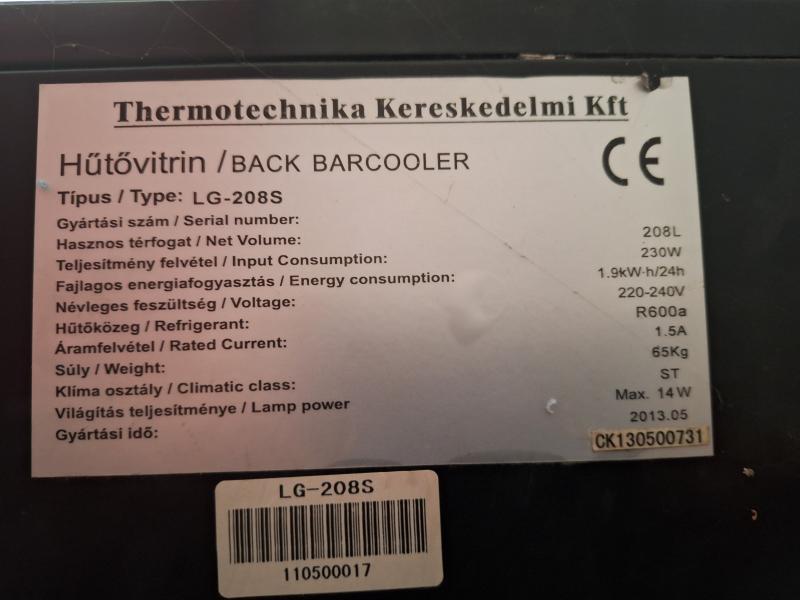 Thermotechnika Kereskedelmi Kft
Hűtővitrin / BACK BARCOOLER
CE
Típus / Type: LG-208S
Gyártási szám / Serial number:
Hasznos térfogat / Net Volume: 208L
Teljesítmény felvétel / Input Consumption: 230W
Fajlagos energiafogyasztás / Energy consumption: 1.9kW·h/24h
Névleges feszültség / Voltage: 220-240V
Hűtőközeg / Refrigerant: R600a
Áramfelvétel / Rated Current: 1.5A
Súly / Weight: 65Kg
Klíma osztály / Climatic class: ST
Világítás teljesítménye / Lamp power Max. 14W
Gyártási idő: 2013.05
CK130500731
LG-208S
110500017